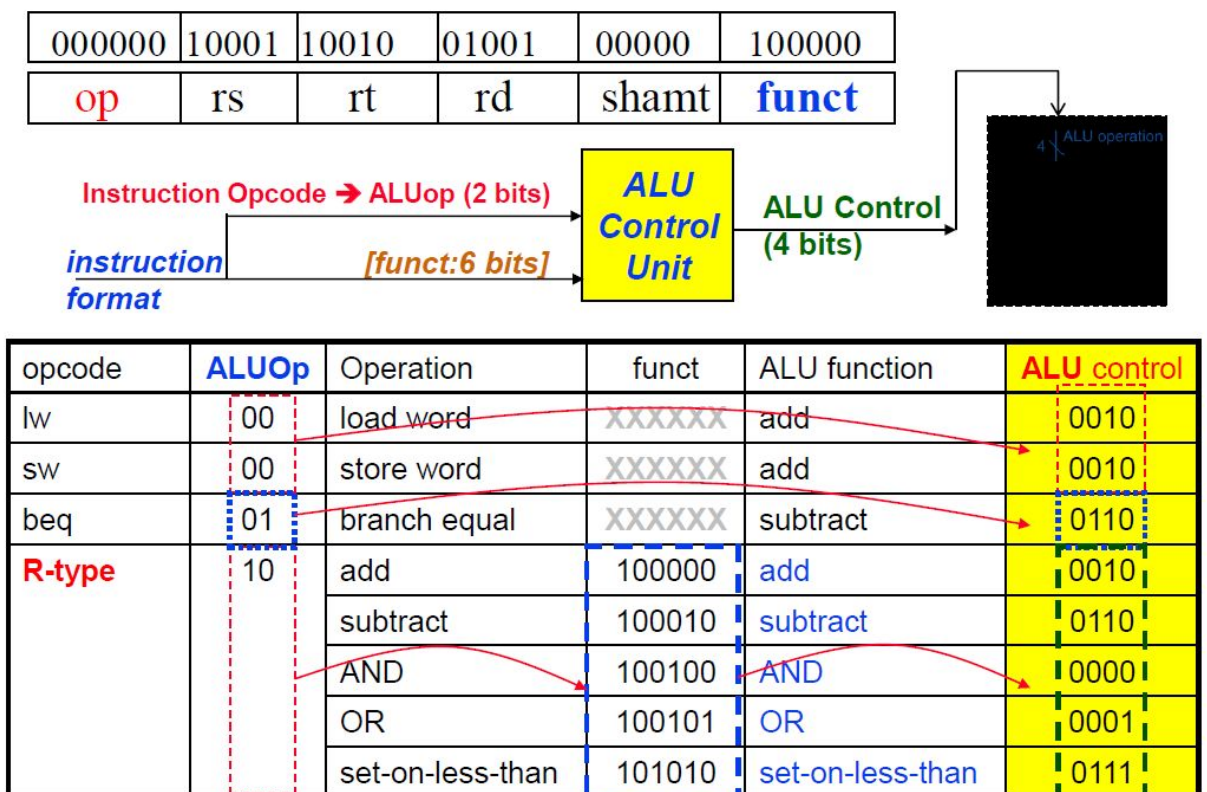 000000 10001 10010 01001 00000 100000
op rs rt rd shamt funct
4 ALU operation
Instruction Opcode ➔ ALUop (2 bits)
ALU
Control
Unit
ALU Control
(4 bits)
instruction
format
[funct:6 bits]
opcode ALUOp Operation funct ALU function ALU control
lw 00 load word XXXXXX add 0010
sw 00 store word XXXXXX add 0010
beq 01 branch equal XXXXXX subtract 0110
R-type 10 add 100000 add 0010
subtract 100010 subtract 0110
AND 100100 AND 0000
OR 100101 OR 0001
set-on-less-than 101010 set-on-less-than 0111